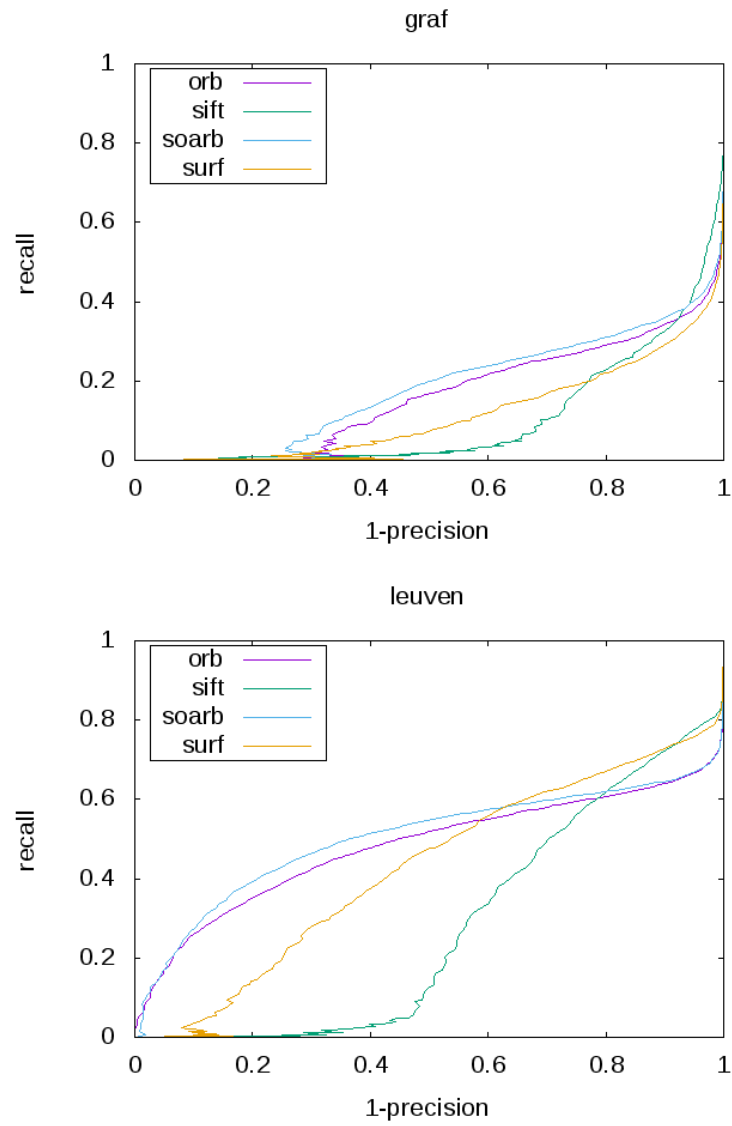 graf
1
0.8
0.6
0.4
0.2
0
recall
orb
sift
soarb
surf
0 0.2 0.4 0.6 0.8 1
1-precision
leuven
1
0.8
0.6
0.4
0.2
0
recall
orb
sift
soarb
surf
0 0.2 0.4 0.6 0.8 1
1-precision